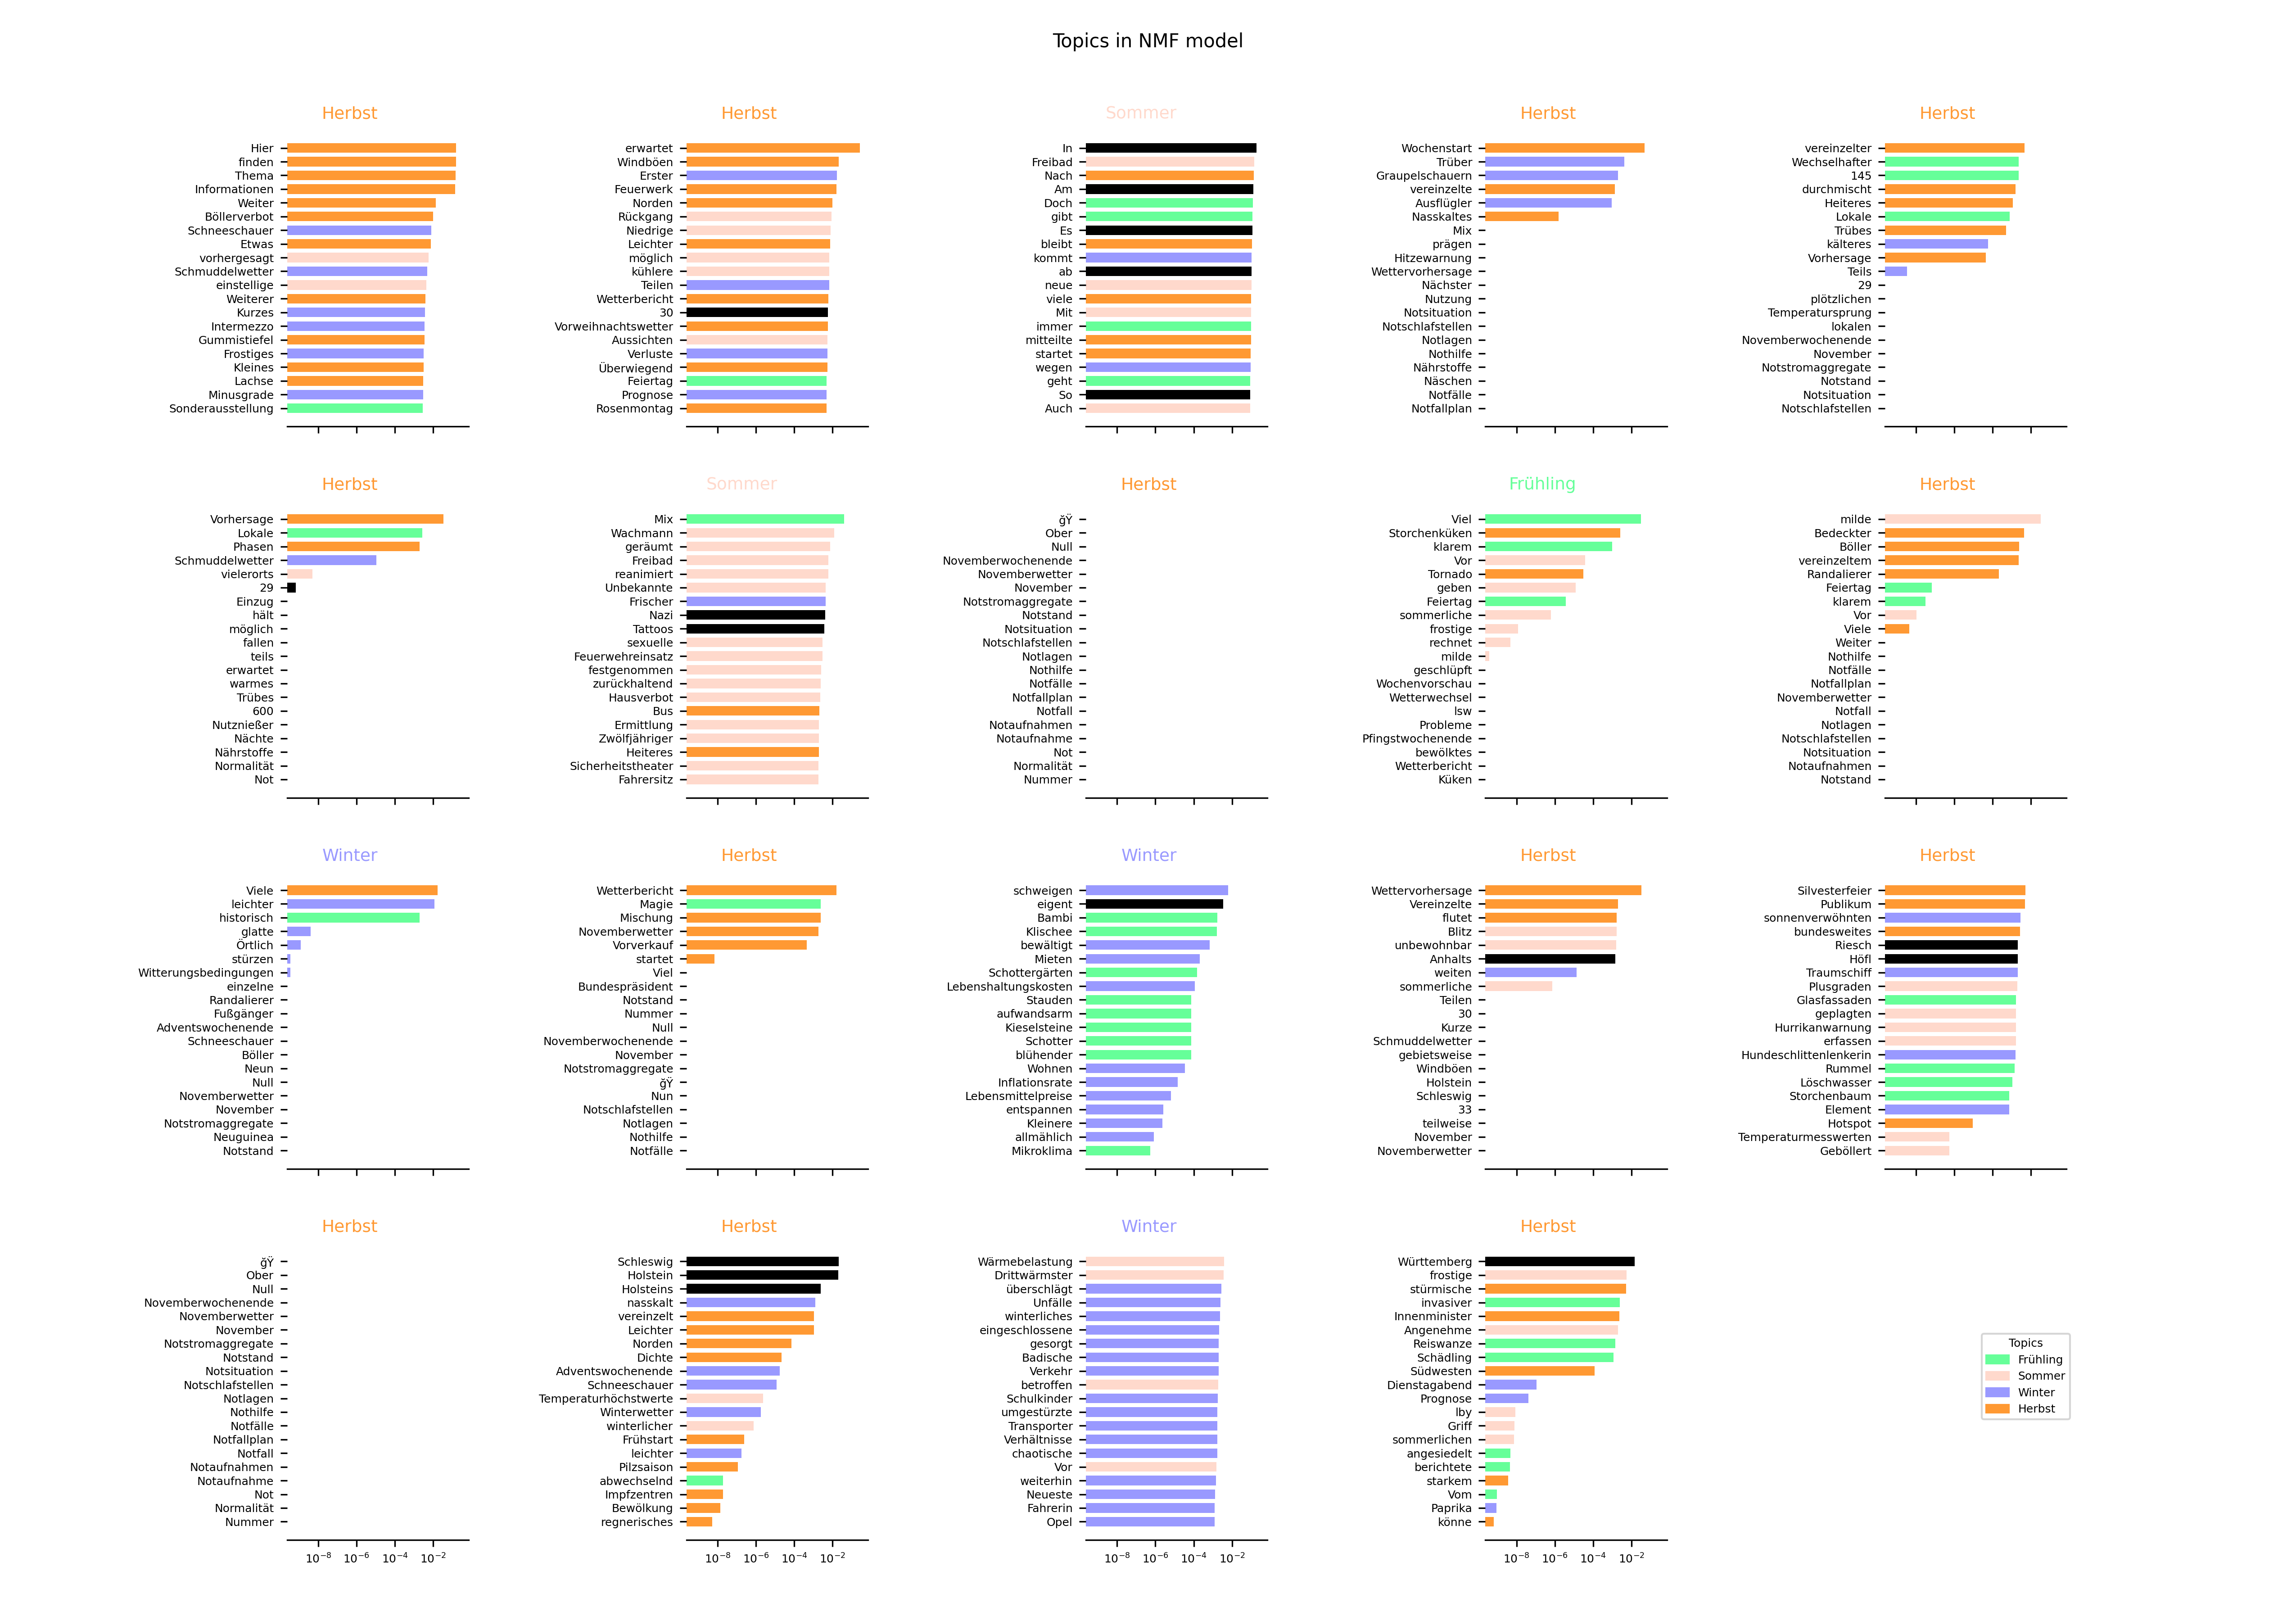 Topics in NMF model
Herbst
Hier
finden
Thema
Informationen
Weiter
Böllerverbot
Schneeschauer
Etwas
vorhergesagt
Schmuddelwetter
einstellige
Weiterer
Kurzes
Intermezzo
Gummistiefel
Frostiges
Kleines
Lachse
Minusgrade
Sonderausstellung
Herbst
erwartet
Windböen
Erster
Feuerwerk
Norden
Rückgang
Niedrige
Leichter
möglich
kühlere
Teilen
Wetterbericht
30
Vorweihnachtswetter
Aussichten
Verluste
Überwiegend
Feiertag
Prognose
Rosenmontag
Sommer
In
Freibad
Nach
Am
Doch
gibt
Es
bleibt
kommt
ab
neue
viele
Mit
immer
mitteilte
startet
wegen
geht
So
Auch
Herbst
Wochenstart
Trüber
Graupelschauern
vereinzelte
Ausflügler
Nasskaltes
Mix
prägen
Hitzewarnung
Wettervorhersage
Nächster
Nutzung
Notsituation
Notschlafstellen
Notlagen
Nothilfe
Nährstoffe
Näschen
Notfälle
Notfallplan
Herbst
vereinzelter
Wechselhafter
145
durchmischt
Heiteres
Lokale
Trübes
kälteres
Vorhersage
Teils
29
plötzlichen
Temperatursprung
lokalen
Novemberwochenende
November
Notstromaggregate
Notstand
Notsituation
Notschlafstellen
Herbst
Vorhersage
Lokale
Phasen
Schmuddelwetter
vielerorts
29
Einzug
hält
möglich
fallen
teils
erwartet
warmes
Trübes
600
Nutznießer
Nächte
Nährstoffe
Normalität
Not
Sommer
Mix
Wachmann
geräumt
Freibad
reanimiert
Unbekannte
Frischer
Nazi
Tattoos
sexuelle
Feuerwehreinsatz
festgenommen
zurückhaltend
Hausverbot
Bus
Ermittlung
Zwölfjähriger
Heiteres
Sicherheitstheater
Fahrersitz
Herbst
ğŸ
Ober
Null
Novemberwochenende
Novemberwetter
November
Notstromaggregate
Notstand
Notsituation
Notschlafstellen
Notlagen
Nothilfe
Notfälle
Notfallplan
Notfall
Notaufnahmen
Notaufnahme
Not
Normalität
Nummer
Frühling
Viel
Storchenküken
klarem
Vor
Tornado
geben
Feiertag
sommerliche
frostige
rechnet
milde
geschlüpft
Wochenvorschau
Wetterwechsel
lsw
Probleme
Pfingstwochenende
bewölktes
Wetterbericht
Küken
Herbst
milde
Bedeckter
Böller
vereinzeltem
Randalierer
Feiertag
klarem
Vor
Viele
Weiter
Nothilfe
Notfälle
Notfallplan
Novemberwetter
Notfall
Notlagen
Notschlafstellen
Notsituation
Notaufnahmen
Notstand
Winter
Viele
leichter
historisch
glatte
Örtlich
stürzen
Witterungsbedingungen
einzelne
Randalierer
Fußgänger
Adventswochenende
Schneeschauer
Böller
Neun
Null
Novemberwetter
November
Notstromaggregate
Neuguinea
Notstand
Herbst
Wetterbericht
Magie
Mischung
Novemberwetter
Vorverkauf
startet
Viel
Bundespräsident
Notstand
Nummer
Null
Novemberwochenende
November
Notstromaggregate
ğŸ
Nun
Notschlafstellen
Notlagen
Nothilfe
Notfälle
Winter
schweigen
eigent
Bambi
Klischee
bewältigt
Mieten
Schottergärten
Lebenshaltungskosten
Stauden
aufwandsarm
Kieselsteine
Schotter
blühender
Wohnen
Inflationsrate
Lebensmittelpreise
entspannen
Kleinere
allmählich
Mikroklima
Herbst
Wettervorhersage
Vereinzelte
flutet
Blitz
unbewohnbar
Anhalts
weiten
sommerliche
Teilen
30
Kurze
Schmuddelwetter
gebietsweise
Windböen
Holstein
Schleswig
33
teilweise
November
Novemberwetter
Herbst
Silvesterfeier
Publikum
sonnenverwöhnten
bundesweites
Riesch
Höfl
Traumschiff
Plusgraden
Glasfassaden
geplagten
Hurrikanwarnung
erfassen
Hundeschlittenlenkerin
Rummel
Löschwasser
Storchenbaum
Element
Hotspot
Temperaturmesswerten
Geböllert
Herbst
ğŸ
Ober
Null
Novemberwochenende
Novemberwetter
November
Notstromaggregate
Notstand
Notsituation
Notschlafstellen
Notlagen
Nothilfe
Notfälle
Notfallplan
Notfall
Notaufnahmen
Notaufnahme
Not
Normalität
Nummer
10⁻⁸ 10⁻⁶ 10⁻⁴ 10⁻²
Herbst
Schleswig
Holstein
Holsteins
nasskalt
vereinzelt
Leichter
Norden
Dichte
Adventswochenende
Schneeschauer
Temperaturhöchstwerte
Winterwetter
winterlicher
Frühstart
leichter
Pilzsaison
abwechselnd
Impfzentren
Bewölkung
regnerisches
10⁻⁸ 10⁻⁶ 10⁻⁴ 10⁻²
Winter
Wärmebelastung
Drittwärmster
überschlägt
Unfälle
winterliches
eingeschlossene
gesorgt
Badische
Verkehr
betroffen
Schulkinder
umgestürzte
Transporter
Verhältnisse
chaotische
Vor
weiterhin
Neueste
Fahrerin
Opel
10⁻⁸ 10⁻⁶ 10⁻⁴ 10⁻²
Herbst
Württemberg
frostige
stürmische
invasiver
Innenminister
Angenehme
Reiswanze
Schädling
Südwesten
Dienstagabend
Prognose
lby
Griff
sommerlichen
angesiedelt
berichtete
starkem
Vom
Paprika
könne
10⁻⁸ 10⁻⁶ 10⁻⁴ 10⁻²
Topics
Frühling
Sommer
Winter
Herbst